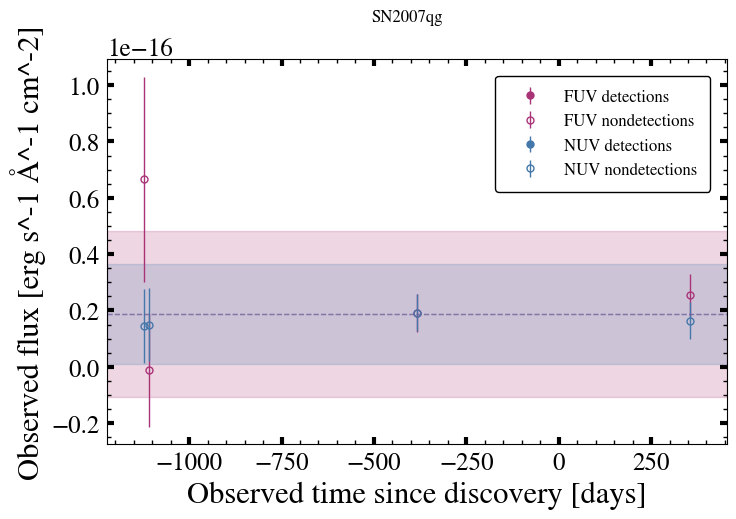 SN2007qg
1e−16
Observed flux [erg s^-1 Å^-1 cm^-2]
1.0
0.8
0.6
0.4
0.2
0.0
−0.2
FUV detections
FUV nondetections
NUV detections
NUV nondetections
−1000 −750 −500 −250 0 250
Observed time since discovery [days]